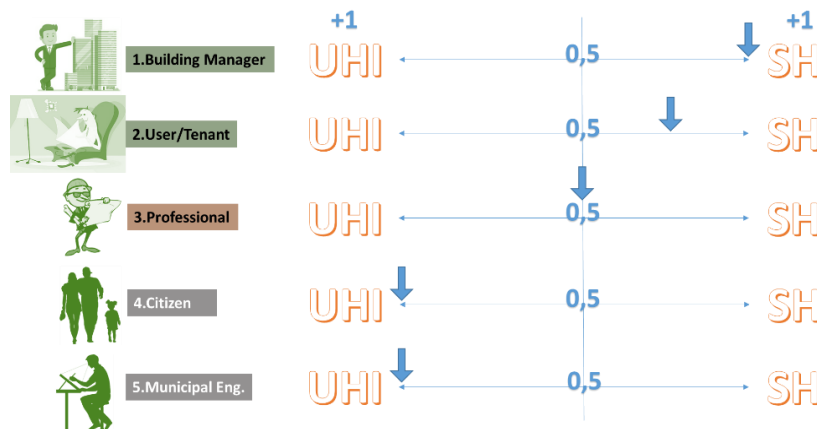 +1 +1
1.Building Manager UHI 0,5 SH
2.User/Tenant UHI 0,5 SH
3.Professional UHI 0,5 SH
4.Citizen UHI 0,5 SH
5.Municipal Eng. UHI 0,5 SH